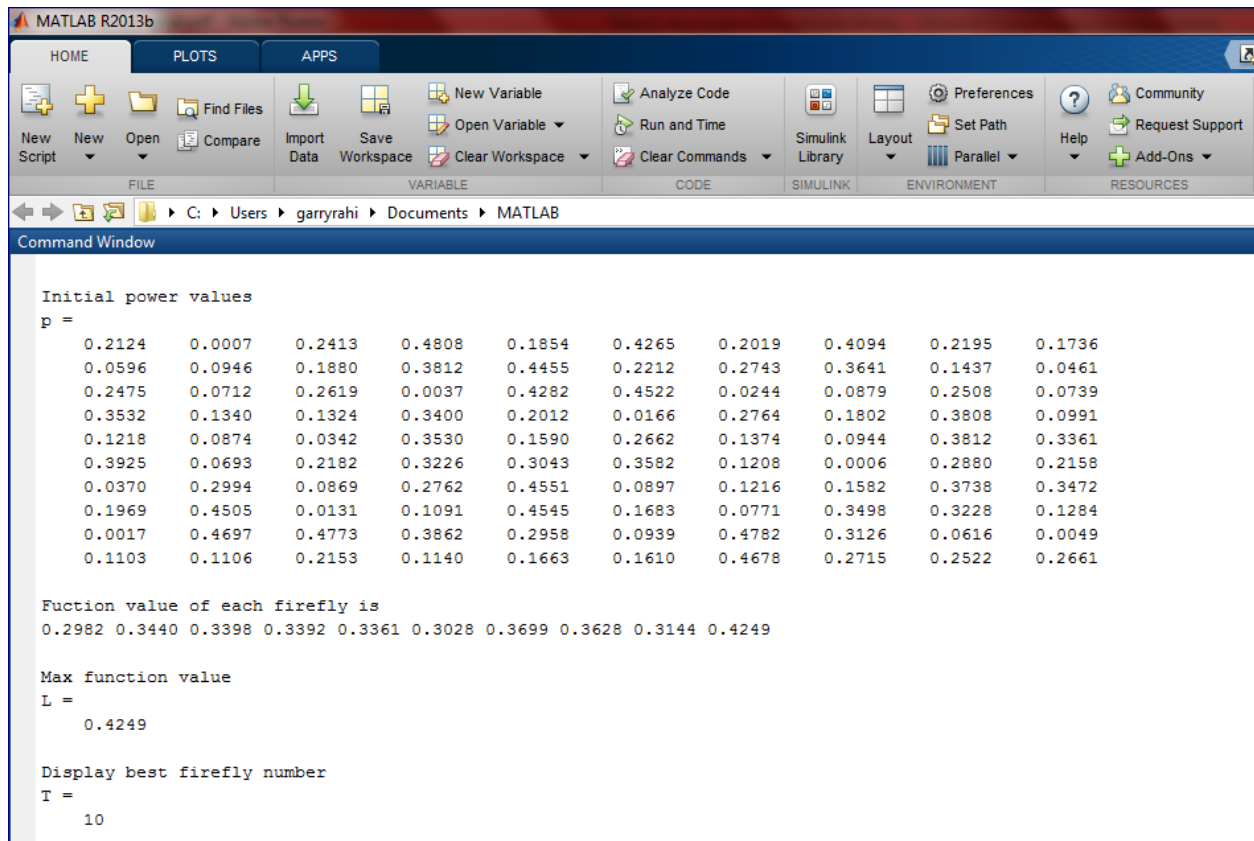 MATLAB R2013b
HOME PLOTS APPS
New Script
New
Open
Find Files
Compare
Import Data
Save Workspace
New Variable
Open Variable
Clear Workspace
Analyze Code
Run and Time
Clear Commands
Simulink Library
Layout
Preferences
Set Path
Parallel
Help
Community
Request Support
Add-Ons
FILE VARIABLE CODE SIMULINK ENVIRONMENT RESOURCES
C: Users garryrahi Documents MATLAB
Command Window
Initial power values
p =
0.2124 0.0007 0.2413 0.4808 0.1854 0.4265 0.2019 0.4094 0.2195 0.1736
0.0596 0.0946 0.1880 0.3812 0.4455 0.2212 0.2743 0.3641 0.1437 0.0461
0.2475 0.0712 0.2619 0.0037 0.4282 0.4522 0.0244 0.0879 0.2508 0.0739
0.3532 0.1340 0.1324 0.3400 0.2012 0.0166 0.2764 0.1802 0.3808 0.0991
0.1218 0.0874 0.0342 0.3530 0.1590 0.2662 0.1374 0.0944 0.3812 0.3361
0.3925 0.0693 0.2182 0.3226 0.3043 0.3582 0.1208 0.0006 0.2880 0.2158
0.0370 0.2994 0.0869 0.2762 0.4551 0.0897 0.1216 0.1582 0.3738 0.3472
0.1969 0.4505 0.0131 0.1091 0.4545 0.1683 0.0771 0.3498 0.3228 0.1284
0.0017 0.4697 0.4773 0.3862 0.2958 0.0939 0.4782 0.3126 0.0616 0.0049
0.1103 0.1106 0.2153 0.1140 0.1663 0.1610 0.4678 0.2715 0.2522 0.2661
Fuction value of each firefly is
0.2982 0.3440 0.3398 0.3392 0.3361 0.3028 0.3699 0.3628 0.3144 0.4249
Max function value
L =
0.4249
Display best firefly number
T =
10